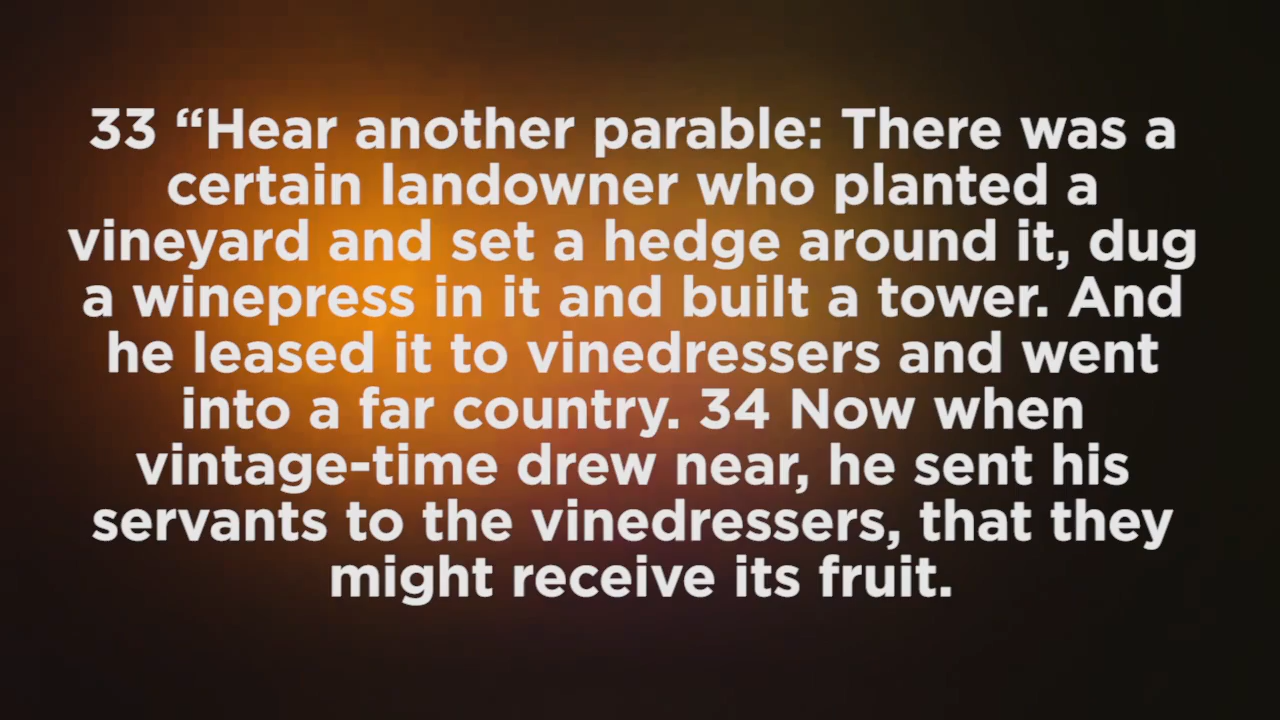 33 “Hear another parable: There was a
certain landowner who planted a
vineyard and set a hedge around it, dug
a winepress in it and built a tower. And
he leased it to vinedressers and went
into a far country. 34 Now when
vintage-time drew near, he sent his
servants to the vinedressers, that they
might receive its fruit.